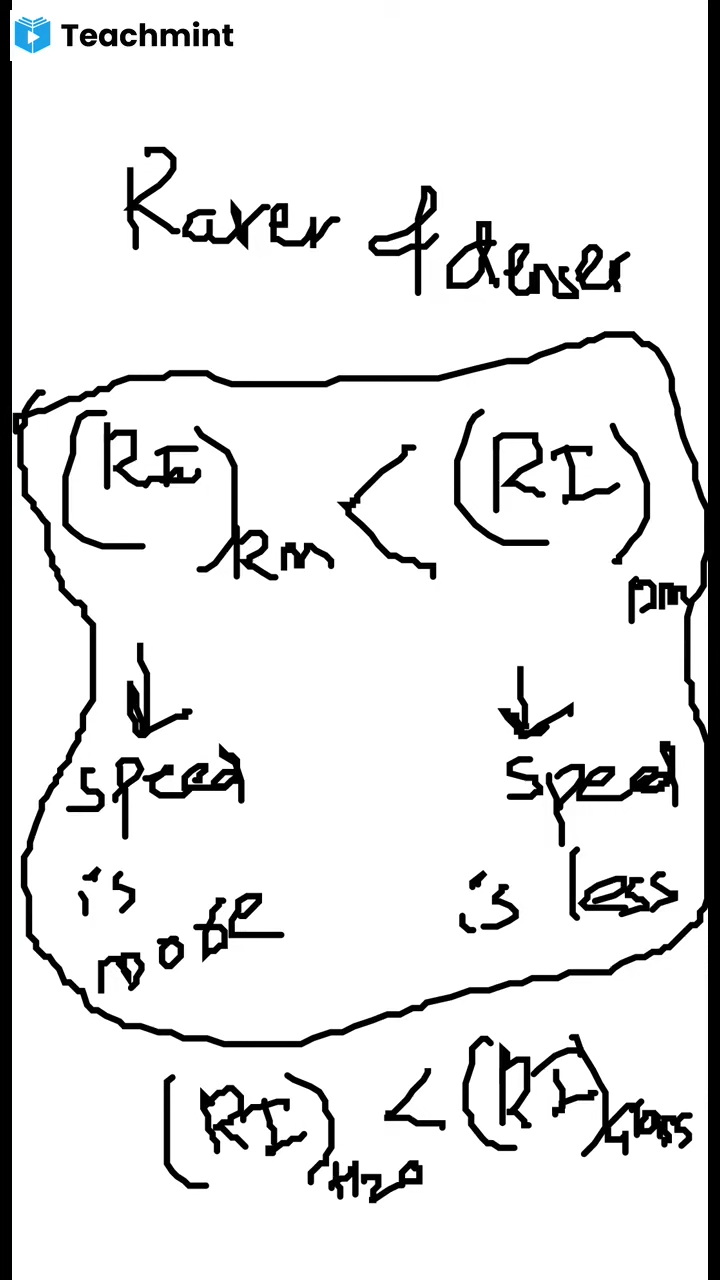 Teachmint
Rarer & denser
(RI)Rm < (RI)Dm
speed speed
is is less
more
(RI)H2O < (RI)glass